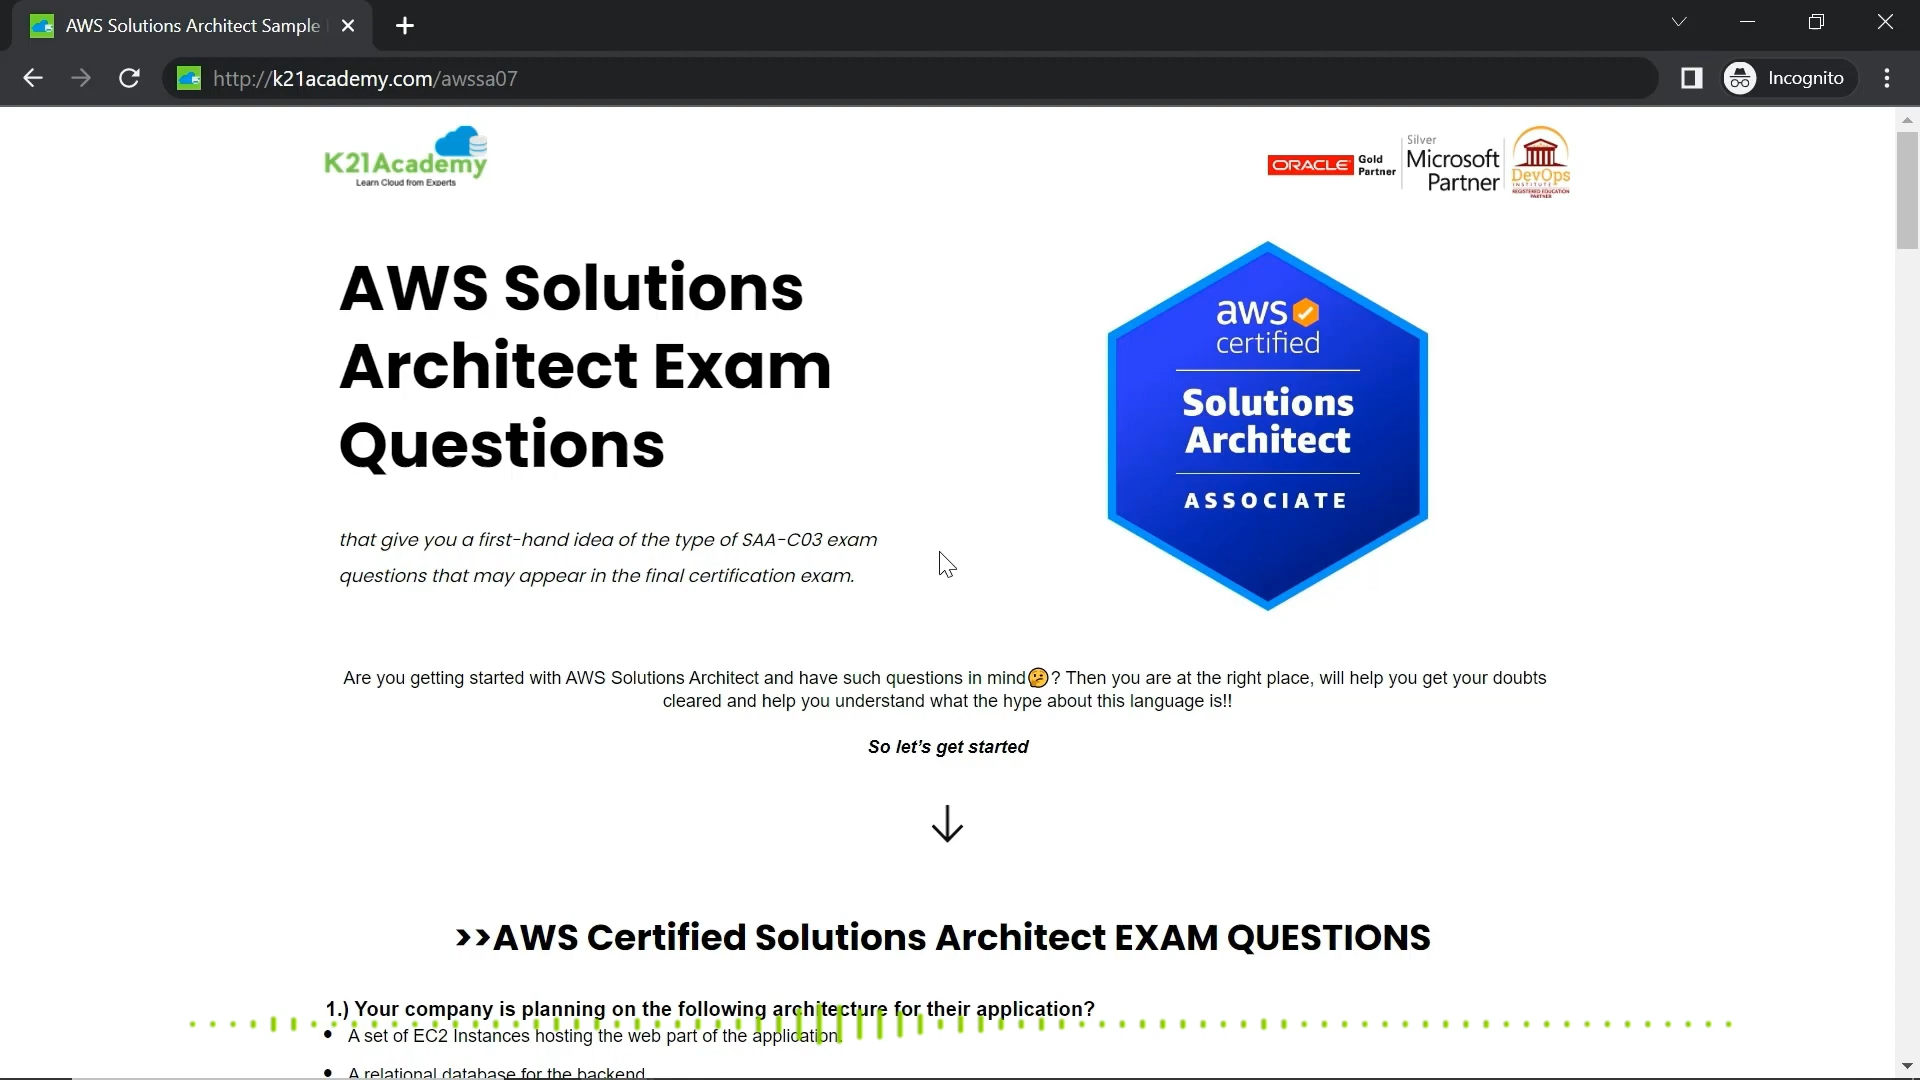 AWS Solutions Architect Sample
http://k21academy.com/awssa07
Incognito
K21Academy
Learn Cloud from Experts
ORACLE Gold Partner
Silver
Microsoft
Partner
DevOps
INSTITUTE
REGISTERED EDUCATION
PARTNER
AWS Solutions
Architect Exam
Questions
that give you a first-hand idea of the type of SAA-C03 exam
questions that may appear in the final certification exam.
aws
certified
Solutions
Architect
ASSOCIATE
Are you getting started with AWS Solutions Architect and have such questions in mind🤔? Then you are at the right place, will help you get your doubts
cleared and help you understand what the hype about this language is!!
So let's get started
>>AWS Certified Solutions Architect EXAM QUESTIONS
1.) Your company is planning on the following architecture for their application?
• A set of EC2 Instances hosting the web part of the application.
• A relational database for the backend